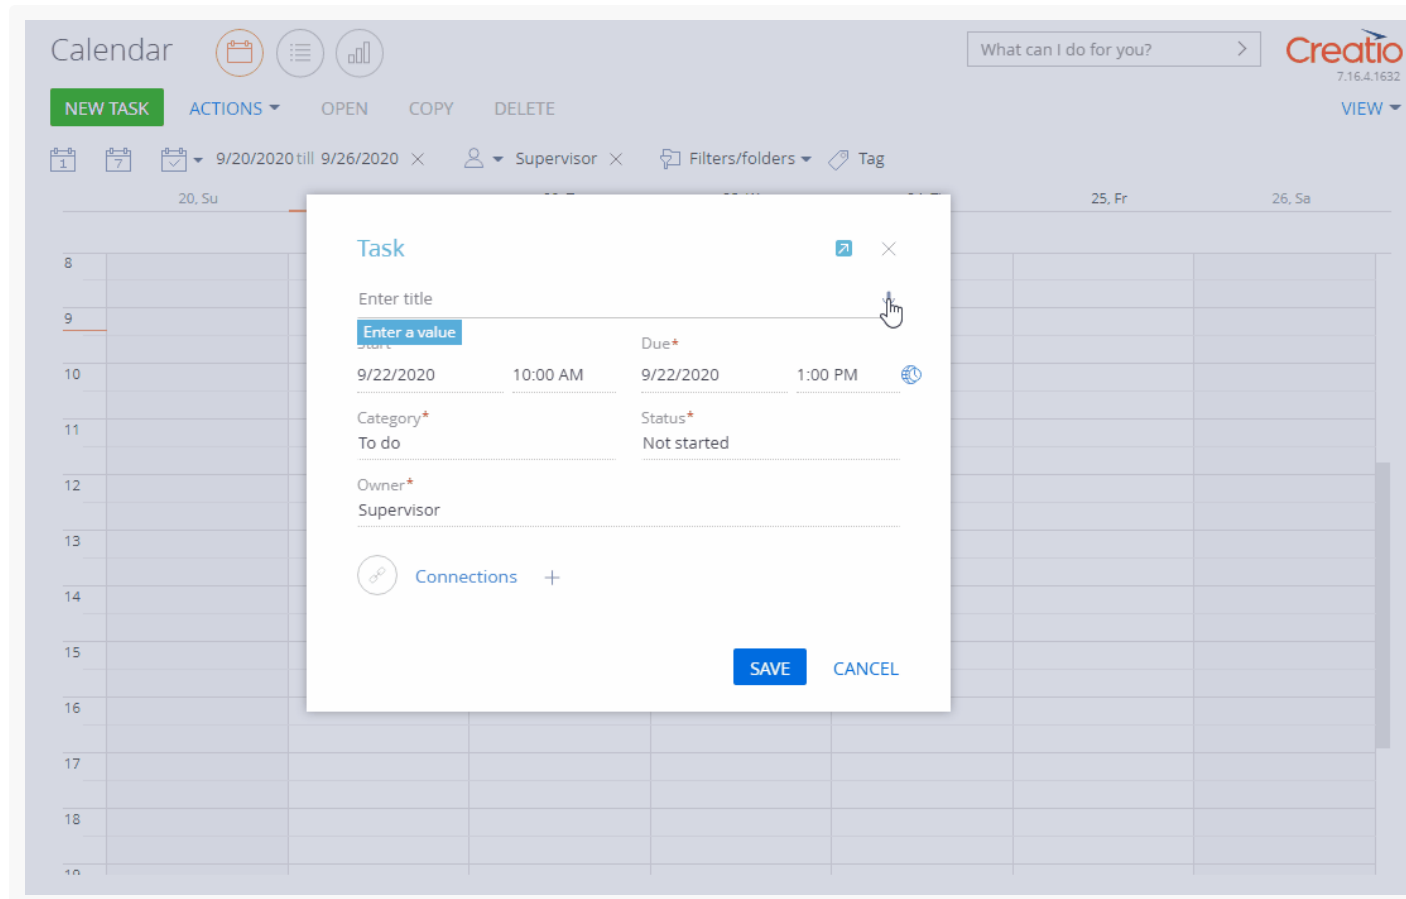 Calendar
What can I do for you?
Creatio
7.16.4.1632
NEW TASK ACTIONS OPEN COPY DELETE VIEW
1 7 9/20/2020 till 9/26/2020 Supervisor Filters/folders Tag
20, Su 25, Fr 26, Sa
Task
Enter title
Enter a value
Due*
9/22/2020 10:00 AM 9/22/2020 1:00 PM
Category* Status*
To do Not started
Owner*
Supervisor
Connections
SAVE CANCEL
8
9
10
11
12
13
14
15
16
17
18